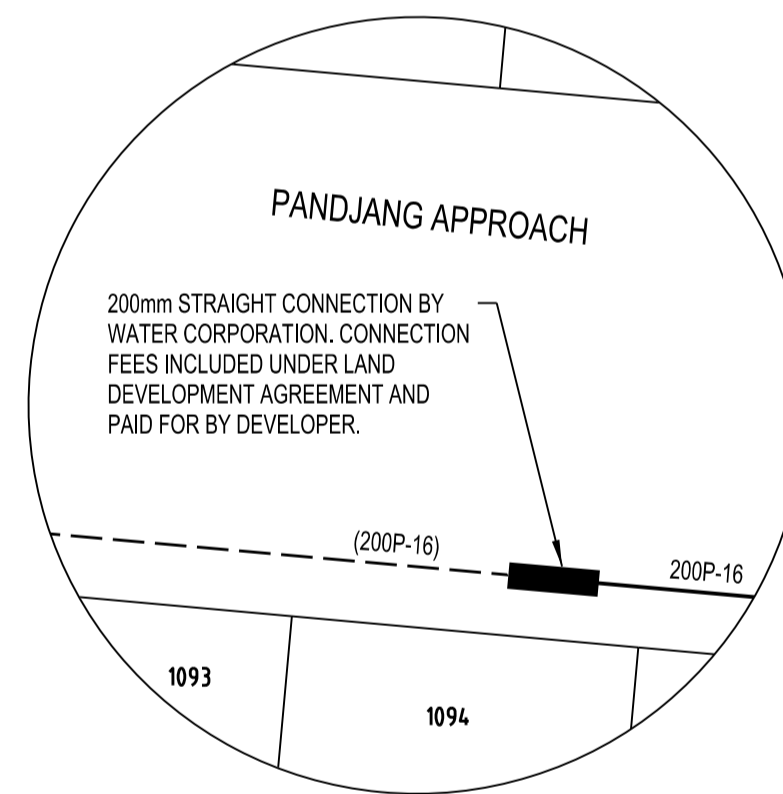 PANDJANG APPROACH
200mm STRAIGHT CONNECTION BY
WATER CORPORATION. CONNECTION
FEES INCLUDED UNDER LAND
DEVELOPMENT AGREEMENT AND
PAID FOR BY DEVELOPER.
(200P-16)
200P-16
1093
1094